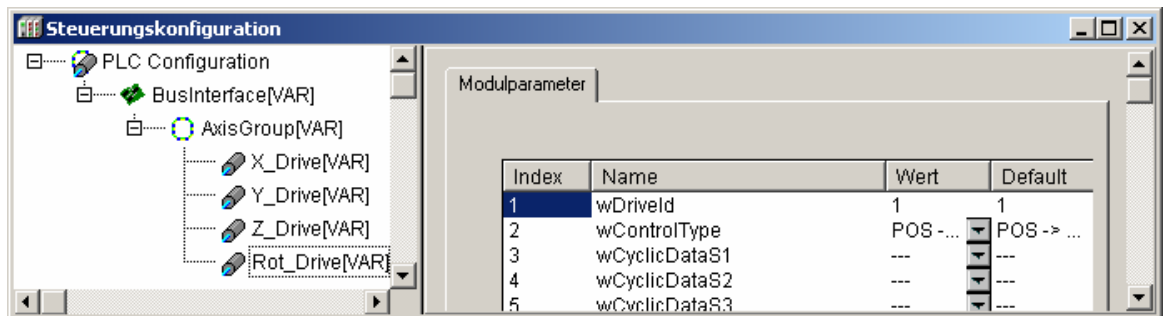 Steuerungskonfiguration
PLC Configuration
BusInterface[VAR]
AxisGroup[VAR]
X_Drive[VAR]
Y_Drive[VAR]
Z_Drive[VAR]
Rot_Drive[VAR]
Modulparameter
Index Name Wert Default
1 wDriveId 1 1
2 wControlType POS -... POS -> ...
3 wCyclicDataS1 --- ---
4 wCyclicDataS2 --- ---
5 wCyclicDataS3 --- ---